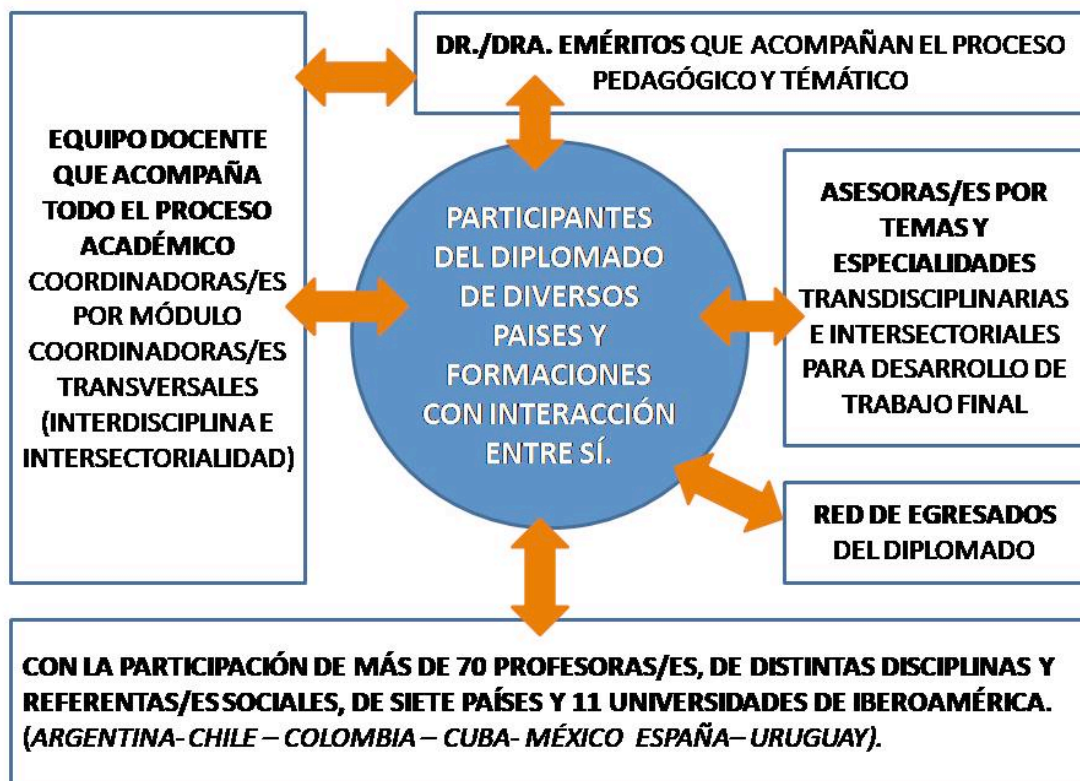 DR./DRA. EMÉRITOS QUE ACOMPAÑAN EL PROCESO
PEDAGÓGICO Y TÉMÁTICO
EQUIPO DOCENTE
QUE ACOMPAÑA
TODO EL PROCESO
ACADÉMICO
COORDINADORAS/ES
POR MÓDULO
COORDINADORAS/ES
TRANSVERSALES
(INTERDISCIPLINA E
INTERSECTORIALIDAD)
PARTICIPANTES
DEL DIPLOMADO
DE DIVERSOS
PAISES Y
FORMACIONES
CON INTERACCIÓN
ENTRE SÍ.
ASESORAS/ES POR
TEMAS Y
ESPECIALIDADES
TRANSDISCIPLINARIAS
E INTERSECTORIALES
PARA DESARROLLO DE
TRABAJO FINAL
RED DE EGRESADOS
DEL DIPLOMADO
CON LA PARTICIPACIÓN DE MÁS DE 70 PROFESORAS/ES, DE DISTINTAS DISCIPLINAS Y
REFERENTAS/ES SOCIALES, DE SIETE PAÍSES Y 11 UNIVERSIDADES DE IBEROAMÉRICA.
(ARGENTINA- CHILE – COLOMBIA – CUBA- MÉXICO ESPAÑA– URUGUAY).